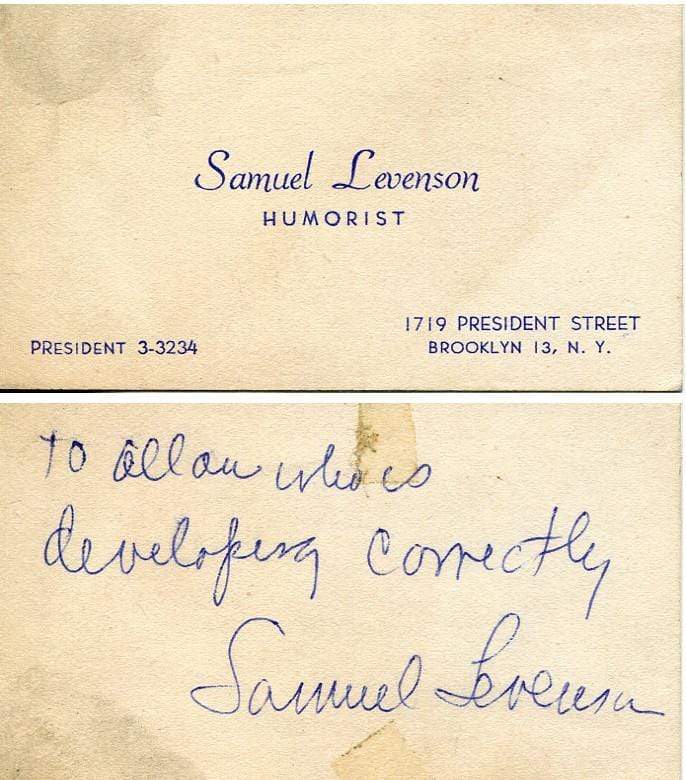 Samuel Levenson
HUMORIST
PRESIDENT 3-3234
1719 PRESIDENT STREET
BROOKLYN 13, N. Y.
To Allan who is
developing correctly
Samuel Levenson